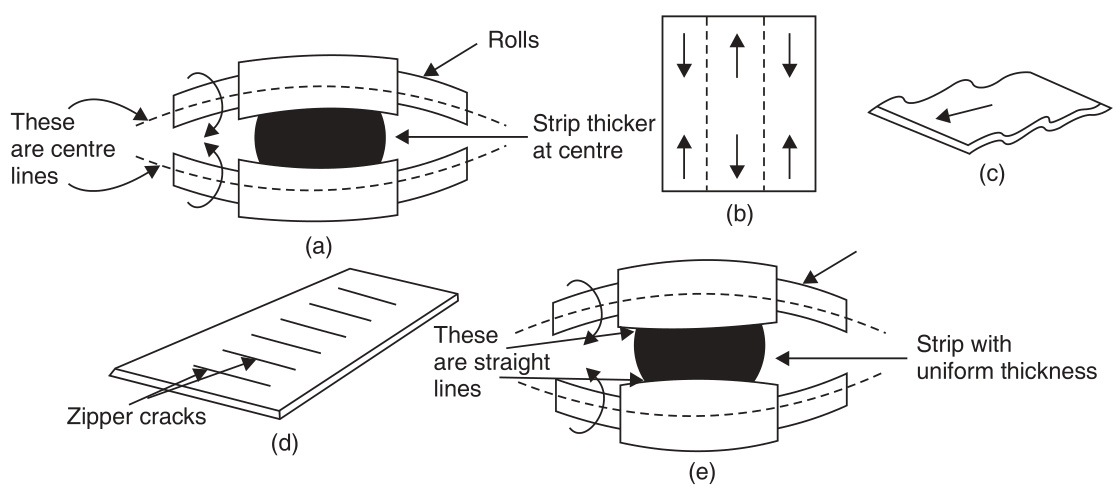 Rolls
These
are centre
lines
Strip thicker
at centre
(a)
(b)
(c)
Zipper cracks
(d)
These
are straight
lines
Strip with
uniform thickness
(e)